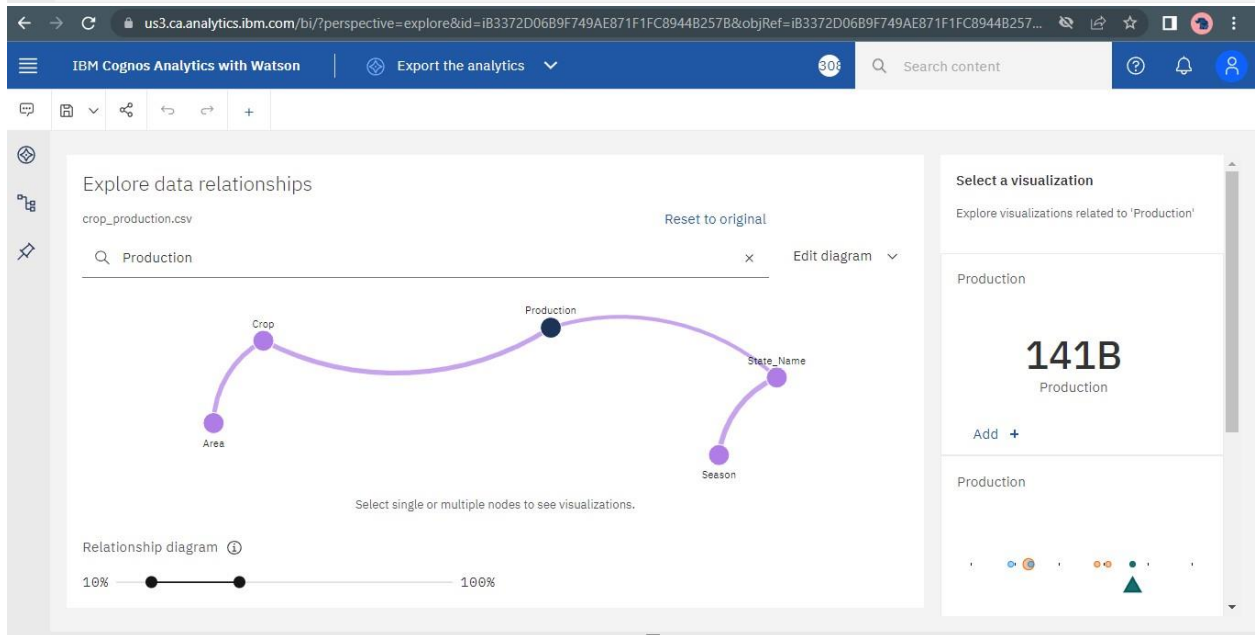 us3.ca.analytics.ibm.com/bi/?perspective=explore&id=iB3372D06B9F749AE871F1FC8944B257B&objRef=iB3372D06B9F749AE871F1FC8944B257...
IBM Cognos Analytics with Watson
Export the analytics
308
Search content
Explore data relationships
crop_production.csv
Reset to original
Production
Edit diagram
Production
Crop
State_Name
Area
Season
Select single or multiple nodes to see visualizations.
Relationship diagram
10%
100%
Select a visualization
Explore visualizations related to 'Production'
Production
141B
Production
Add +
Production